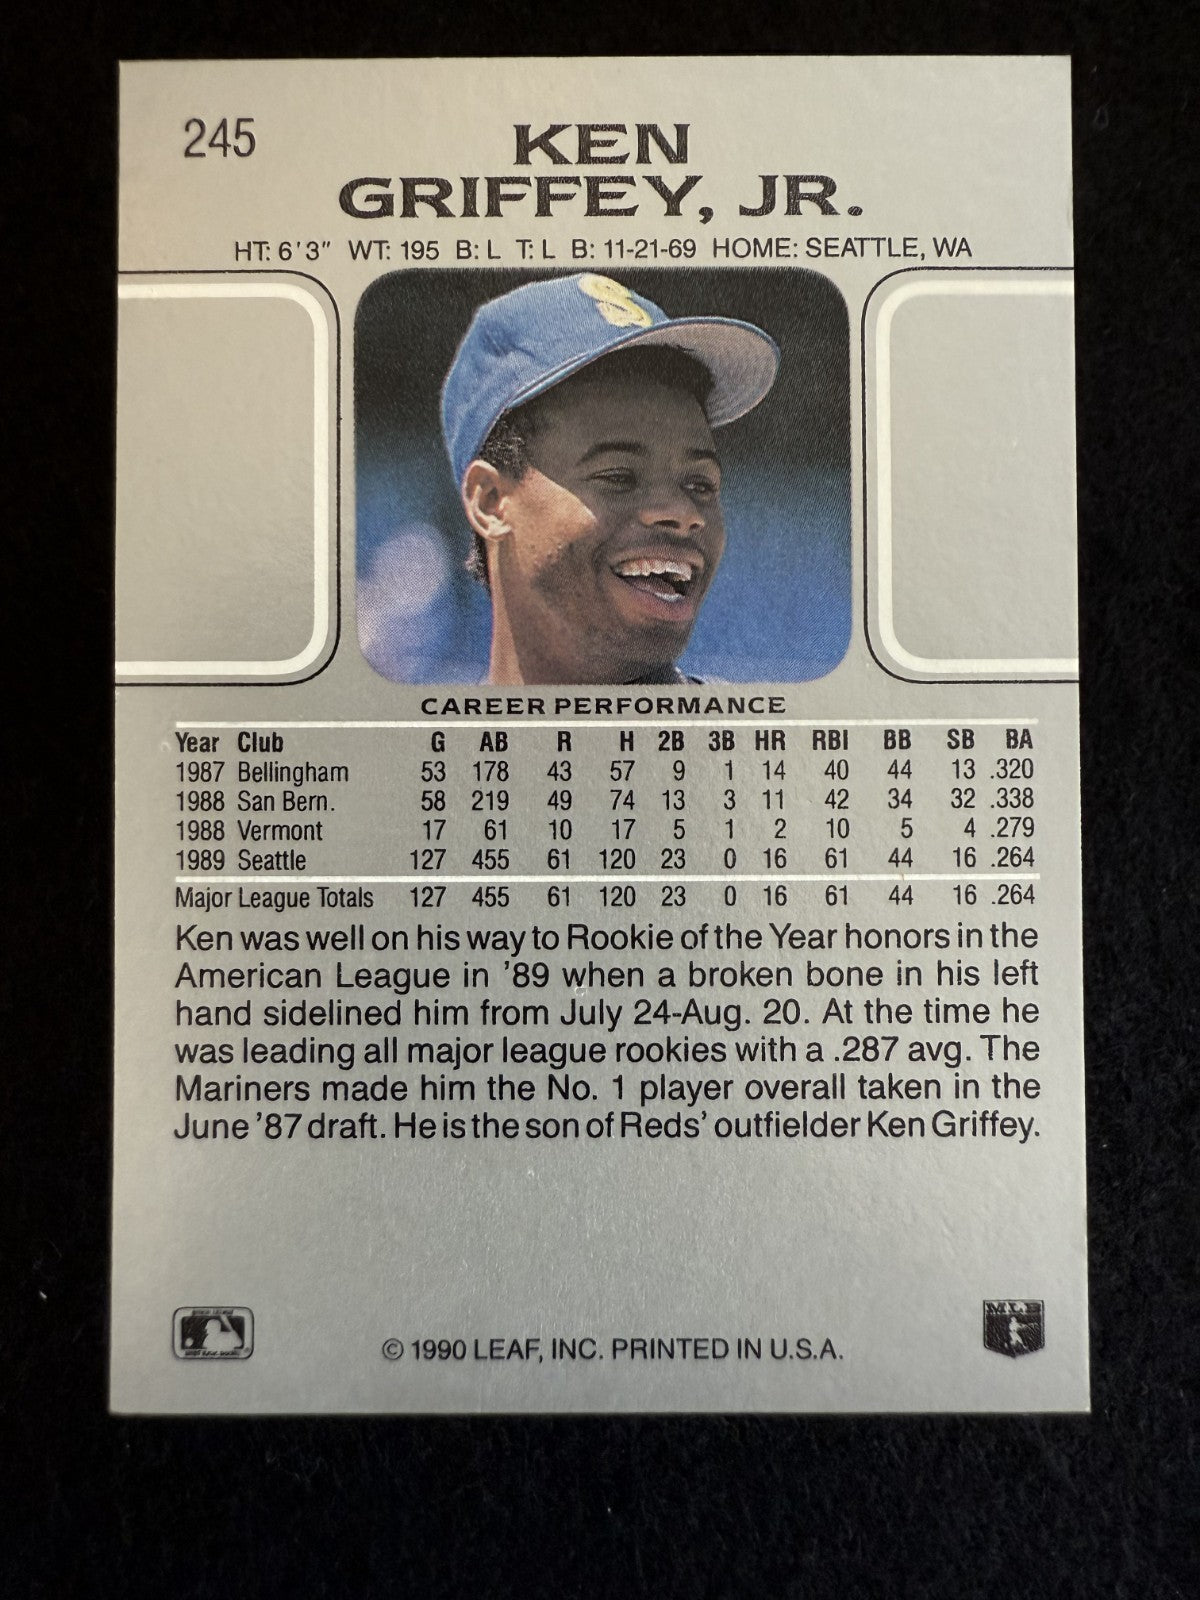 245
KEN
GRIFFEY, JR.
HT: 6'3" WT: 195 B: L T: L B: 11-21-69 HOME: SEATTLE, WA
S
CAREER PERFORMANCE
Year Club G AB R H 2B 3B HR RBI BB SB BA
1987 Bellingham 53 178 43 57 9 1 14 40 44 13 .320
1988 San Bern. 58 219 49 74 13 3 11 42 34 32 .338
1988 Vermont 17 61 10 17 5 1 2 10 5 4 .279
1989 Seattle 127 455 61 120 23 0 16 61 44 16 .264
Major League Totals 127 455 61 120 23 0 16 61 44 16 .264
Ken was well on his way to Rookie of the Year honors in the
American League in '89 when a broken bone in his left
hand sidelined him from July 24-Aug. 20. At the time he
was leading all major league rookies with a .287 avg. The
Mariners made him the No. 1 player overall taken in the
June '87 draft. He is the son of Reds' outfielder Ken Griffey.
© 1990 LEAF, INC. PRINTED IN U.S.A.
MLB